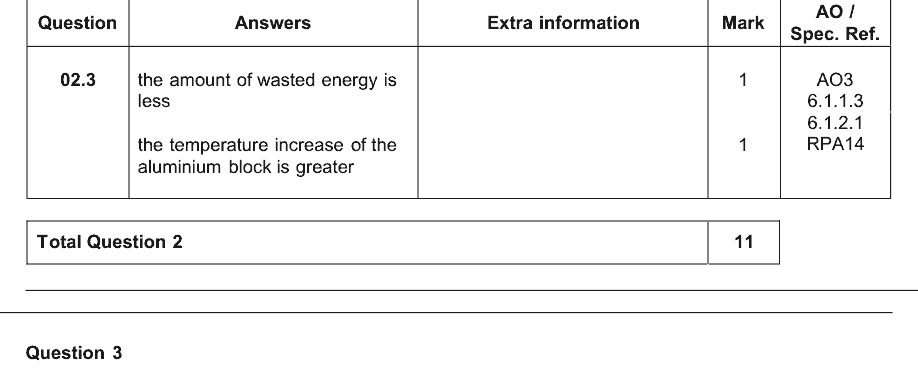 Question Answers Extra information Mark AO /
Spec. Ref.
02.3 the amount of wasted energy is 1 AO3
less 6.1.1.3
6.1.2.1
the temperature increase of the 1 RPA14
aluminium block is greater
Total Question 2 11
Question 3